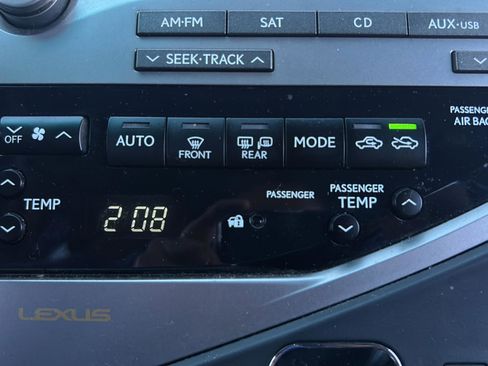 AM·FM SAT CD AUX·USB
SEEK·TRACK
PASSENGER
AIR BAG
OFF AUTO FRONT REAR MODE
TEMP PASSENGER PASSENGER
TEMP
2:08
LEXUS